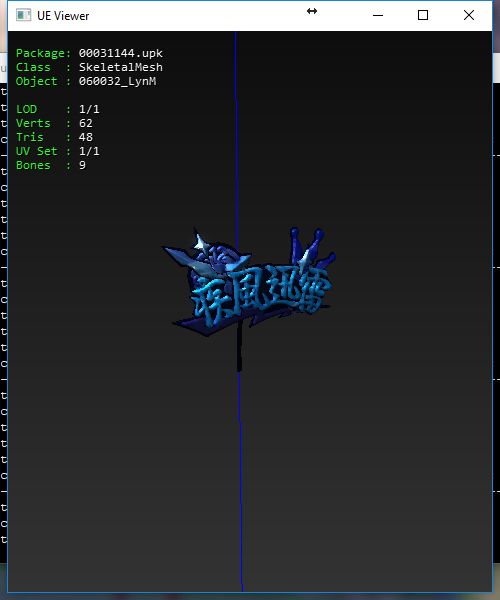 UE Viewer
Package: 00031144.upk
Class  : SkeletalMesh
Object : 060032_LynM
LOD    : 1/1
Verts  : 62
Tris   : 48
UV Set : 1/1
Bones  : 9
疾風迅雷